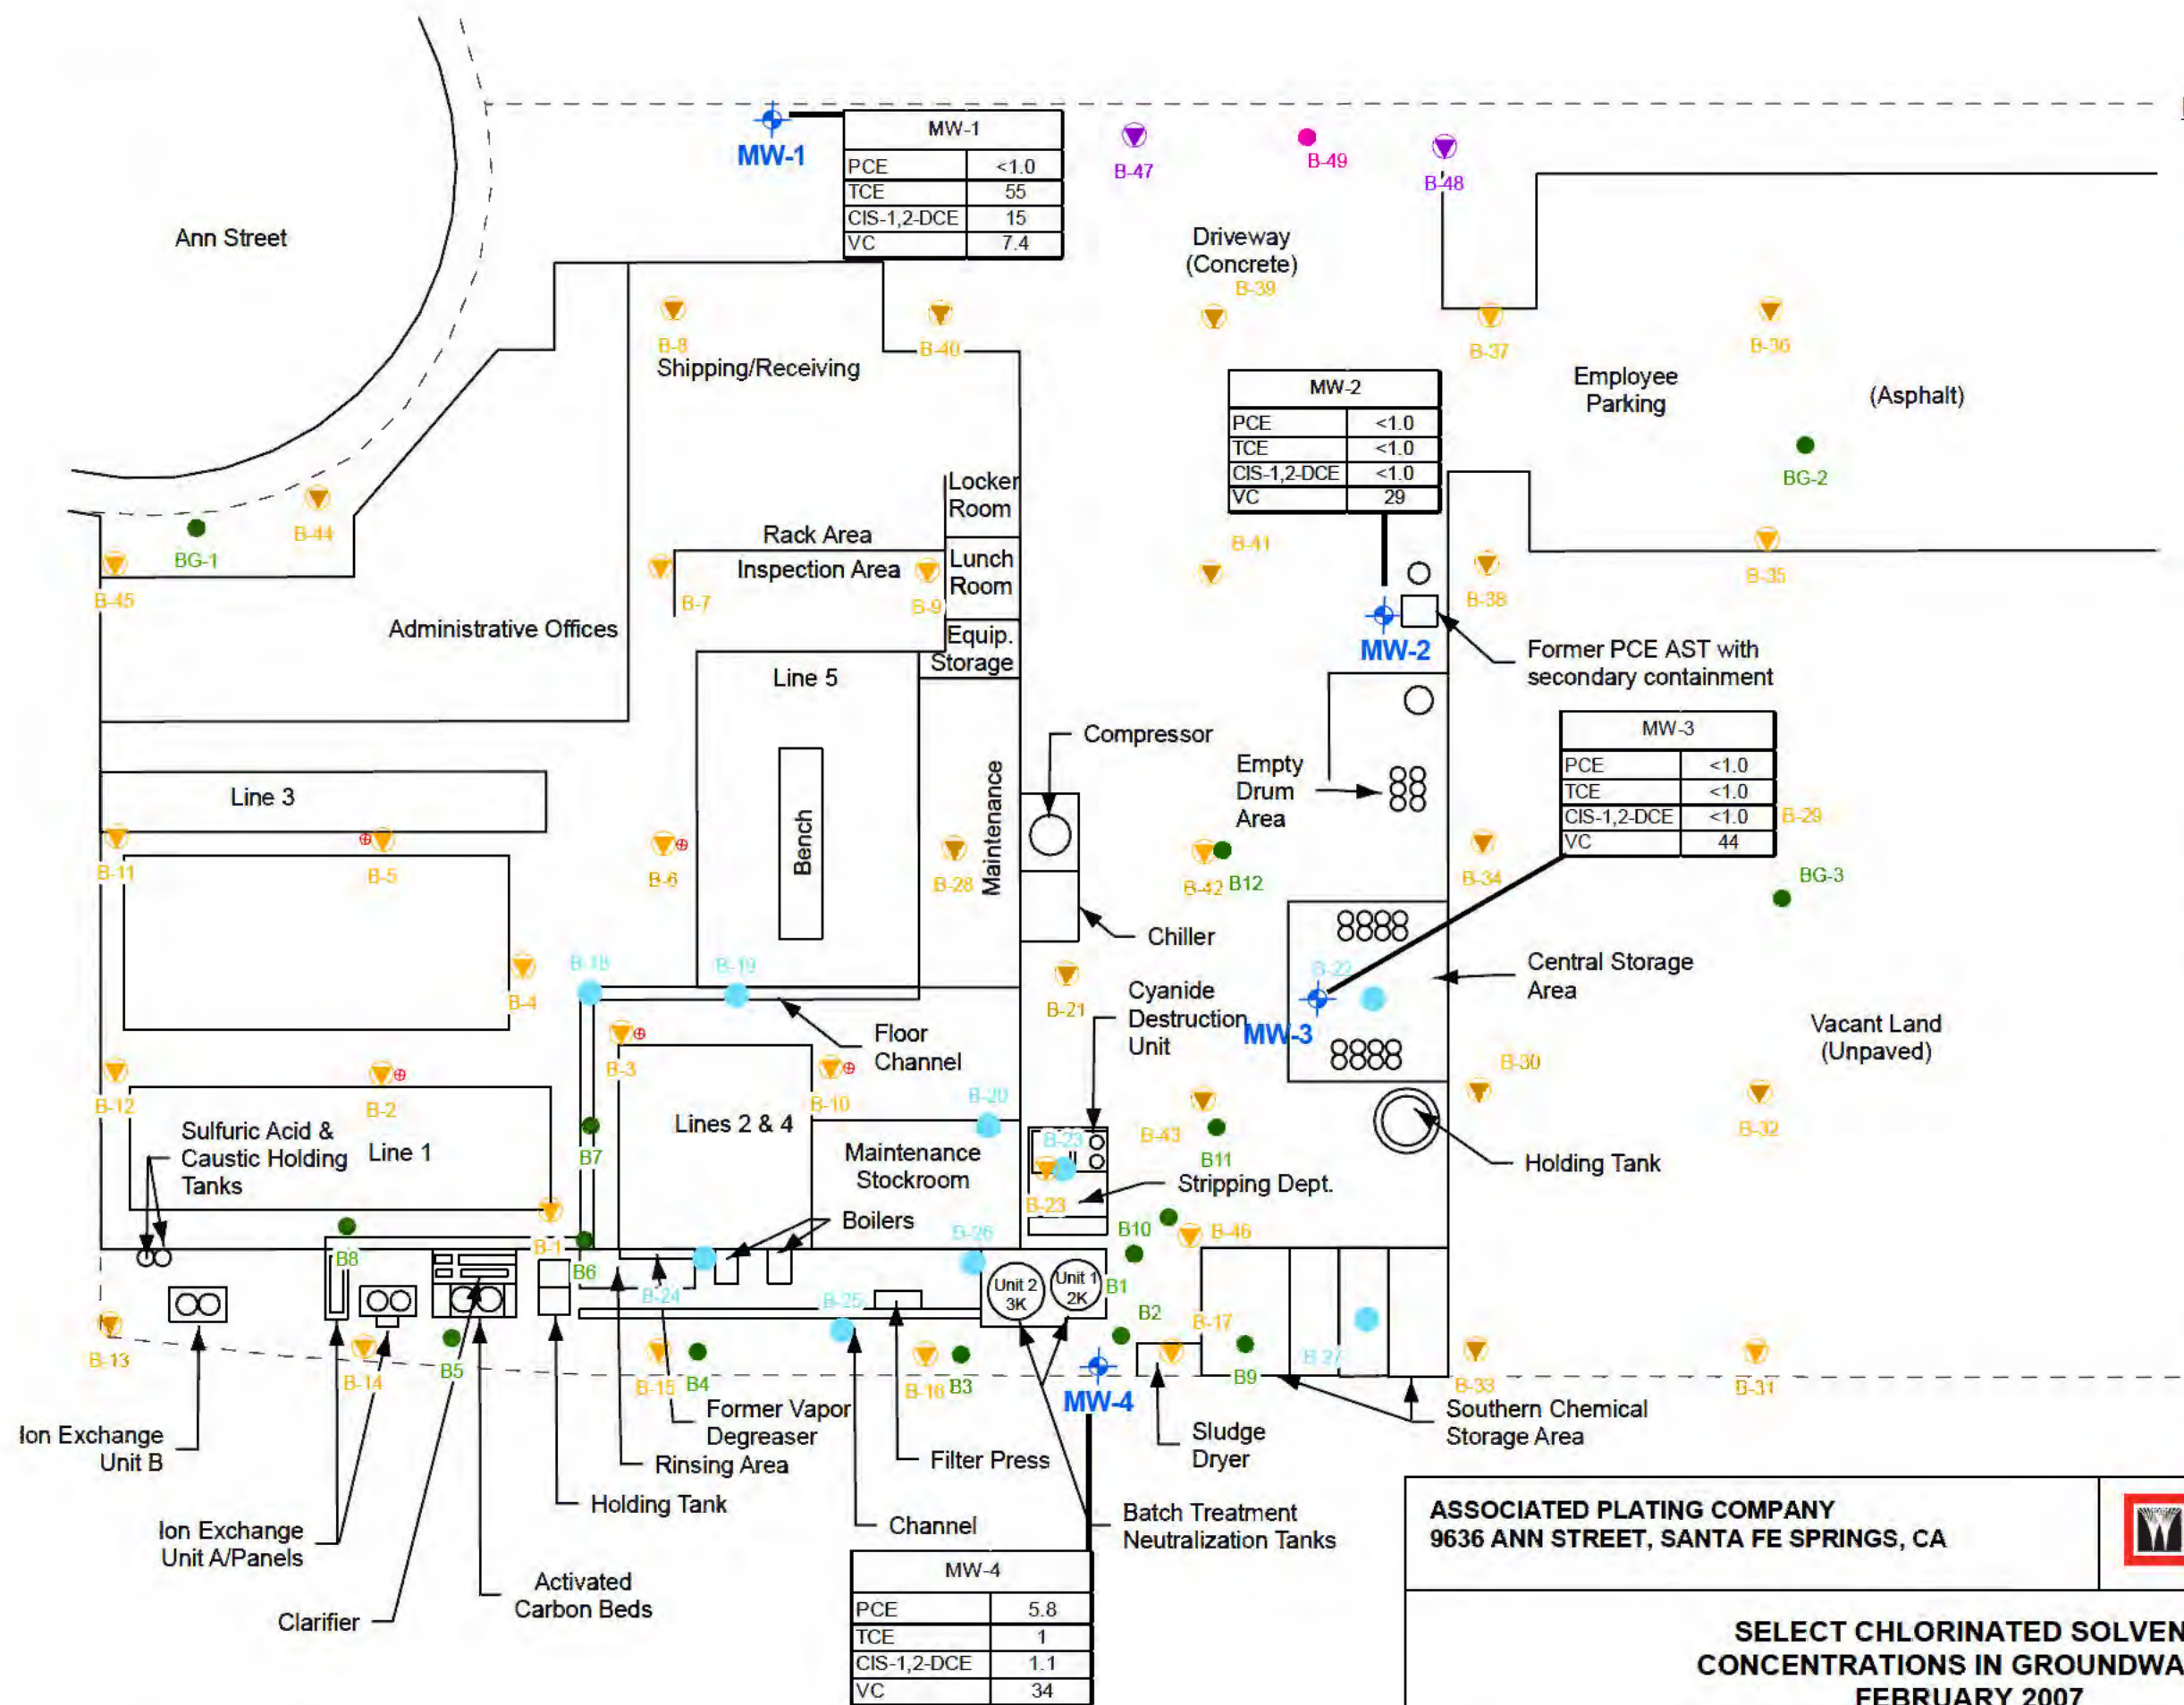 MW-1
PCE <1.0
TCE 55
CIS-1,2-DCE 15
VC 7.4
MW-1
B-47
B-49
B-48
Ann Street
Driveway
(Concrete)
B-39
B-8
B-40
B-37
B-36
Shipping/Receiving
MW-2
PCE <1.0
TCE <1.0
CIS-1,2-DCE <1.0
VC 29
Employee
Parking
(Asphalt)
BG-2
Locker
Room
B-44
BG-1
B-45
Rack Area
Inspection Area
Lunch
Room
B-7
B-9
B-41
B-38
B-35
Administrative Offices
Equip.
Storage
MW-2
Former PCE AST with
secondary containment
Line 5
Compressor
MW-3
PCE <1.0
TCE <1.0
CIS-1,2-DCE <1.0
VC 44
B-29
Empty
Drum
Area
Line 3
Bench
Maintenance
B-11
B-5
B-6
B-28
B-42
B12
B-34
BG-3
Chiller
B-18
B-19
B-22
B-4
B-21
Central Storage
Area
Cyanide
Destruction
Unit
MW-3
Floor
Channel
Vacant Land
(Unpaved)
B-3
B-10
B-30
B-12
B-2
B-20
Lines 2 & 4
Sulfuric Acid &
Caustic Holding
Tanks
Line 1
B7
Maintenance
Stockroom
B-23
B-43
B11
B-32
Holding Tank
Stripping Dept.
B-23
Boilers
B10
B-46
B-26
B-1
B8
B6
Unit 2
3K
Unit 1
2K
B1
B-24
B-25
B2
B-17
B-13
B-14
B5
B-15
B4
B-16
B3
MW-4
B9
B-27
B-33
B-31
Former Vapor
Degreaser
Southern Chemical
Storage Area
Ion Exchange
Unit B
Rinsing Area
Filter Press
Sludge
Dryer
Holding Tank
Channel
Batch Treatment
Neutralization Tanks
Ion Exchange
Unit A/Panels
Activated
Carbon Beds
Clarifier
MW-4
PCE 5.8
TCE 1
CIS-1,2-DCE 1.1
VC 34
ASSOCIATED PLATING COMPANY
9636 ANN STREET, SANTA FE SPRINGS, CA
SELECT CHLORINATED SOLVEN
CONCENTRATIONS IN GROUNDWA
FEBRUARY 2007